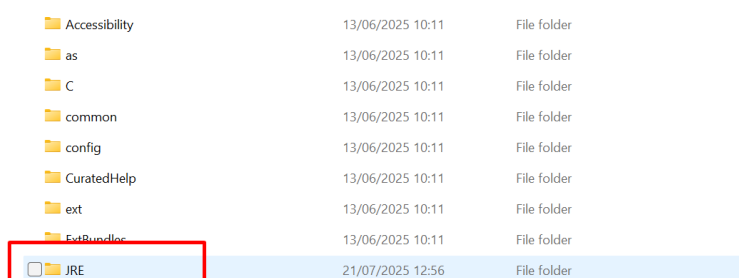 Accessibility 13/06/2025 10:11 File folder
as 13/06/2025 10:11 File folder
C 13/06/2025 10:11 File folder
common 13/06/2025 10:11 File folder
config 13/06/2025 10:11 File folder
CuratedHelp 13/06/2025 10:11 File folder
ext 13/06/2025 10:11 File folder
ExtBundles 13/06/2025 10:11 File folder
JRE 21/07/2025 12:56 File folder